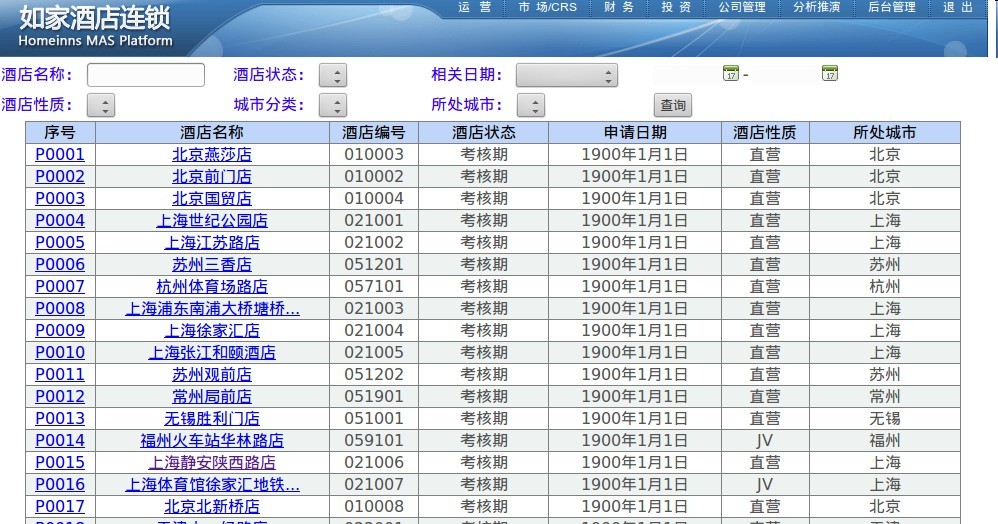 如家酒店连锁
Homeinns MAS Platform
运 营 市 场/CRS 财 务 投 资 公司管理 分析推演 后台管理 退 出
酒店名称: 酒店状态: 相关日期: 17 - 17
酒店性质: 城市分类: 所处城市: 查询
序号 酒店名称 酒店编号 酒店状态 申请日期 酒店性质 所处城市
P0001 北京燕莎店 010003 考核期 1900年1月1日 直营 北京
P0002 北京前门店 010002 考核期 1900年1月1日 直营 北京
P0003 北京国贸店 010004 考核期 1900年1月1日 直营 北京
P0004 上海世纪公园店 021001 考核期 1900年1月1日 直营 上海
P0005 上海江苏路店 021002 考核期 1900年1月1日 直营 上海
P0006 苏州三香店 051201 考核期 1900年1月1日 直营 苏州
P0007 杭州体育场路店 057101 考核期 1900年1月1日 直营 杭州
P0008 上海浦东南浦大桥塘桥... 021003 考核期 1900年1月1日 直营 上海
P0009 上海徐家汇店 021004 考核期 1900年1月1日 直营 上海
P0010 上海张江和颐酒店 021005 考核期 1900年1月1日 直营 上海
P0011 苏州观前店 051202 考核期 1900年1月1日 直营 苏州
P0012 常州局前店 051901 考核期 1900年1月1日 直营 常州
P0013 无锡胜利门店 051001 考核期 1900年1月1日 直营 无锡
P0014 福州火车站华林路店 059101 考核期 1900年1月1日 JV 福州
P0015 上海静安陕西路店 021006 考核期 1900年1月1日 直营 上海
P0016 上海体育馆徐家汇地铁... 021007 考核期 1900年1月1日 JV 上海
P0017 北京北新桥店 010008 考核期 1900年1月1日 直营 北京